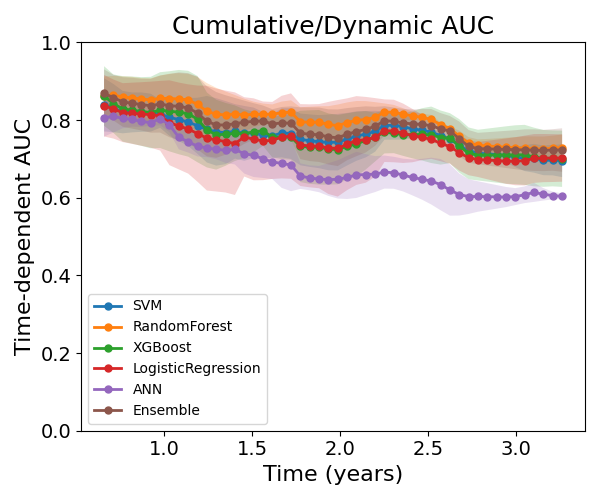 Cumulative/Dynamic AUC
Time-dependent AUC
1.0
0.8
0.6
0.4
0.2
0.0
SVM
RandomForest
XGBoost
LogisticRegression
ANN
Ensemble
1.0 1.5 2.0 2.5 3.0
Time (years)